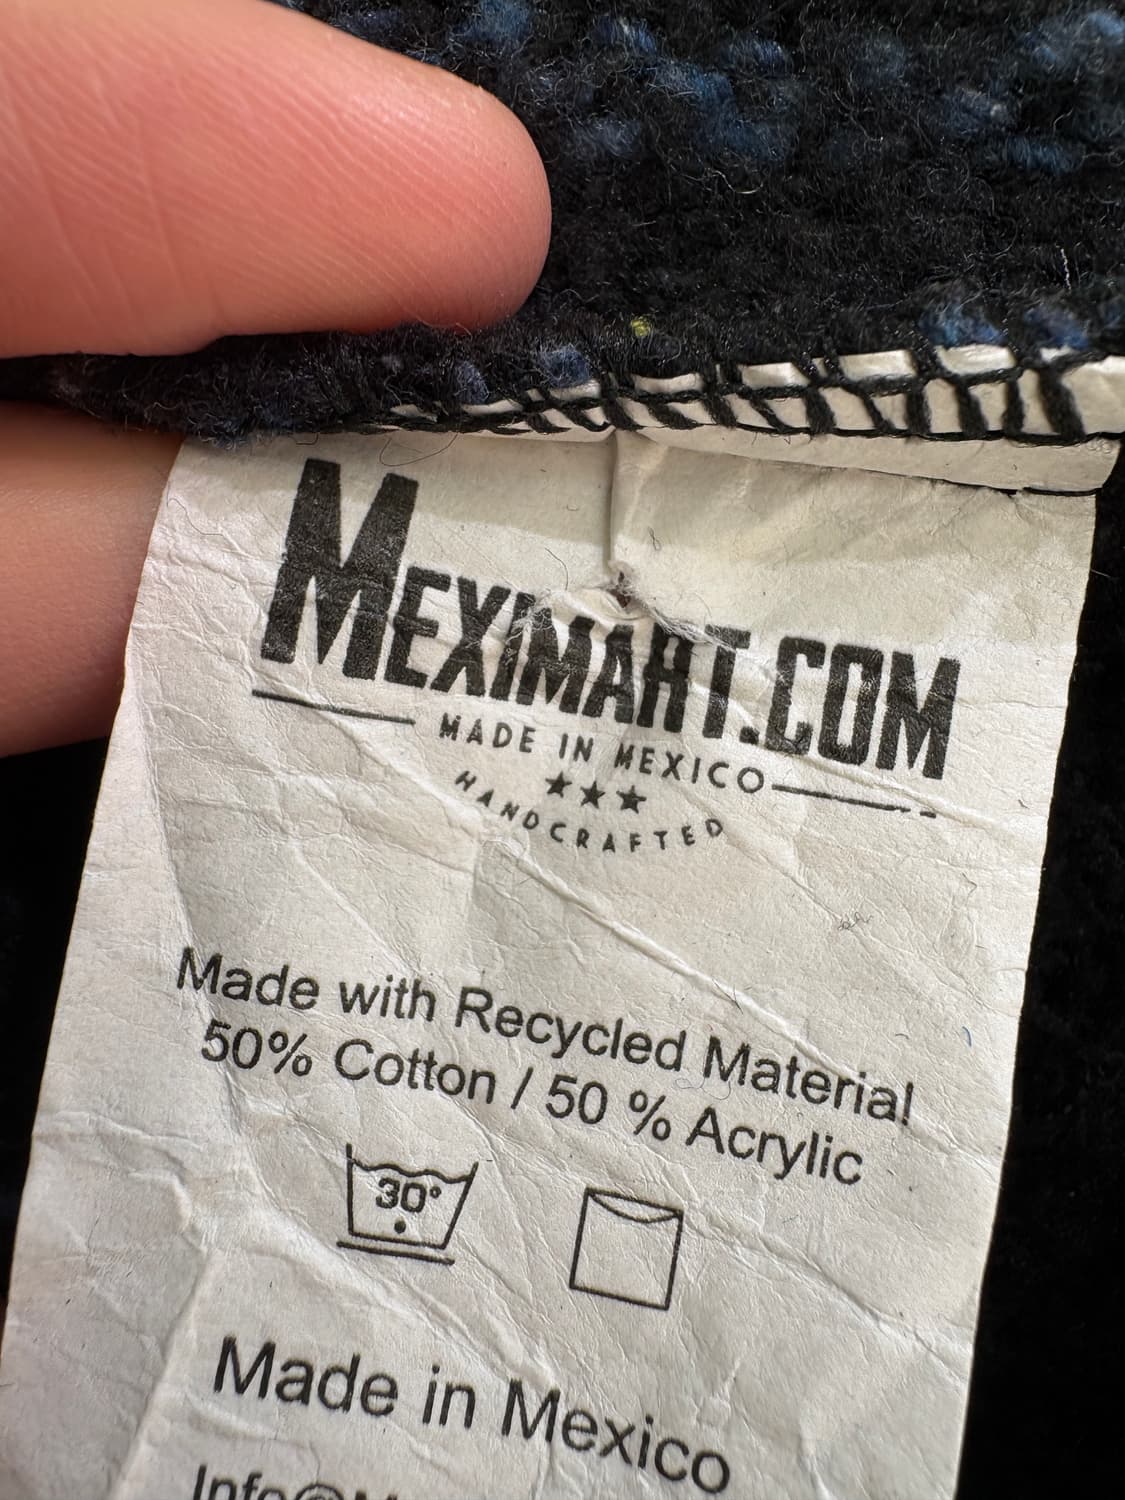 MEXIMART.COM
MADE IN MEXICO
HANDCRAFTED
Made with Recycled Material!
50% Cotton / 50 % Acrylic
30°
Made in Mexico